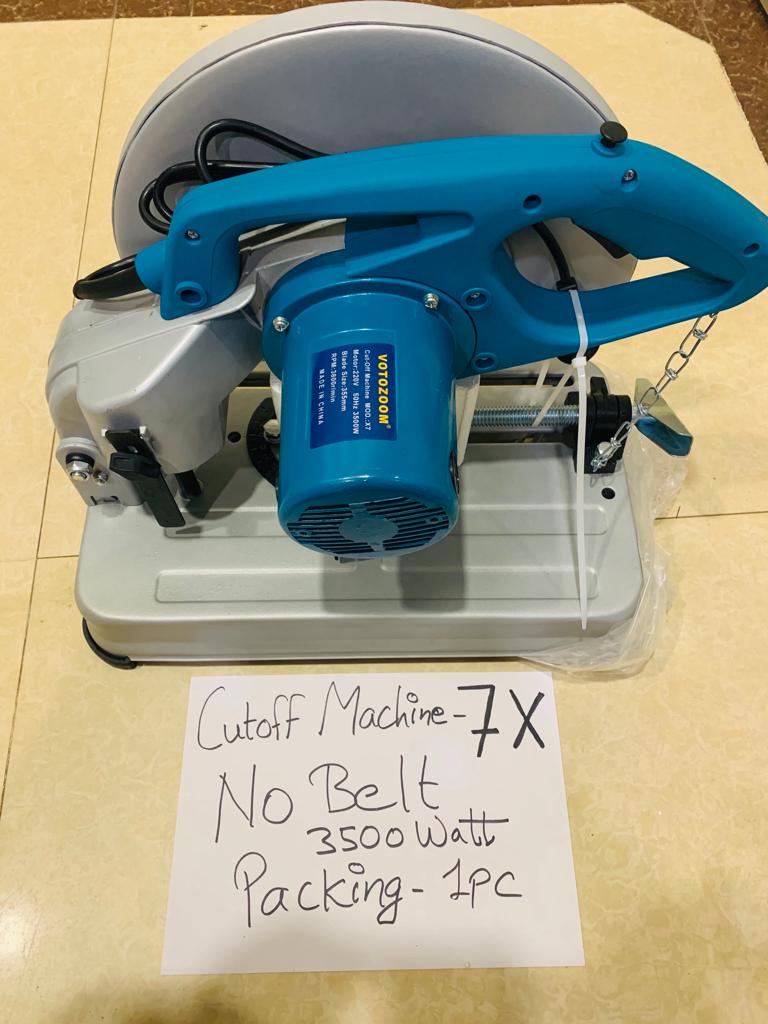 VOTOZOOM®
Cut-Off Machine MOD.:X7
Motor:220V 50Hz 3500W
Blade Size:355mm
RPM:3800r/min
MADE IN CHINA
Cutoff Machine-7X
No Belt
3500 Watt
Packing- 1PC